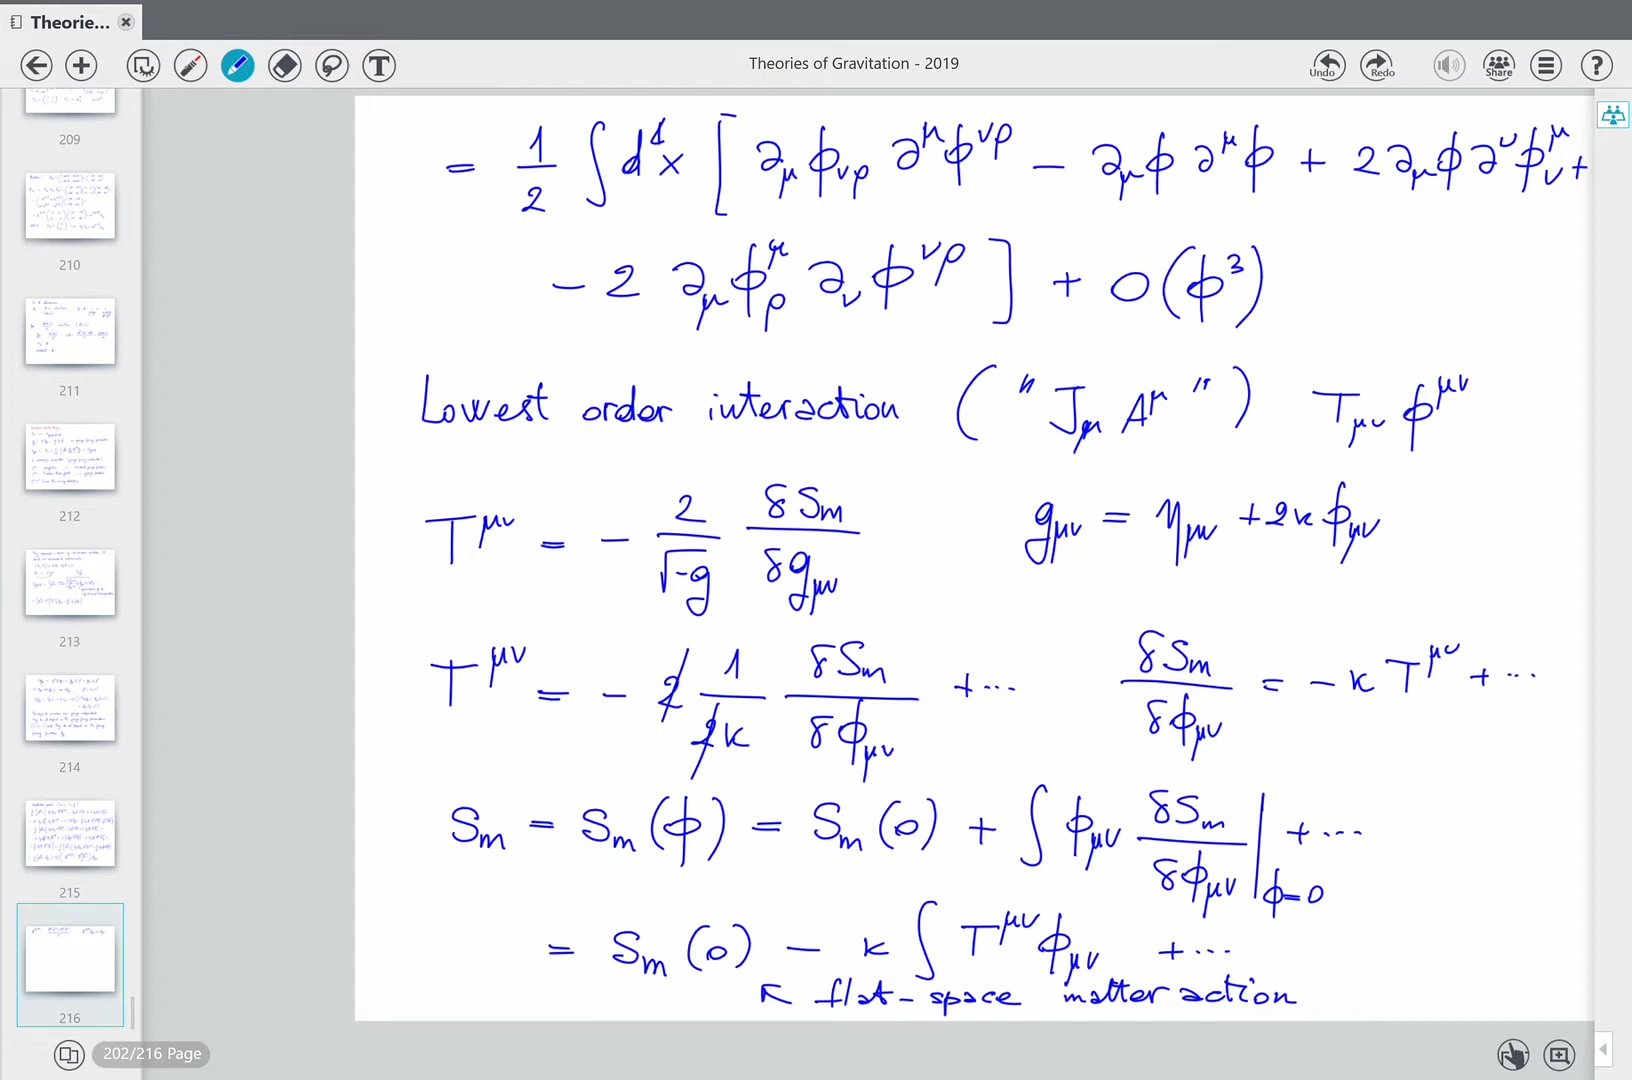 Theorie...
Theories of Gravitation - 2019
Undo
Redo
Share
209
210
211
212
213
214
215
216
202/216 Page
= 1/2 ∫ d⁴x [ ∂_μ ϕ_νρ ∂^μ ϕ^νρ − ∂_μ ϕ ∂^μ ϕ + 2 ∂_μ ϕ ∂^ν ϕ_ν^μ +
− 2 ∂_μ ϕ^μ_ρ ∂_ν ϕ^νρ ] + O(ϕ³)
Lowest order interaction ( " J_μ A^μ " ) T_μν ϕ^μν
T^μν = − 2/√-g δS_m/δg_μν g_μν = η_μν + 2κ ϕ_μν
T^μν = − 2 1/2κ δS_m/δϕ_μν + ... δS_m/δϕ_μν = − κ T^μν + ...
S_m = S_m(ϕ) = S_m(0) + ∫ ϕ_μν δS_m/δϕ_μν |_ϕ=0 + ...
= S_m(0) − κ ∫ T^μν ϕ_μν + ...
↖ flat-space matter action